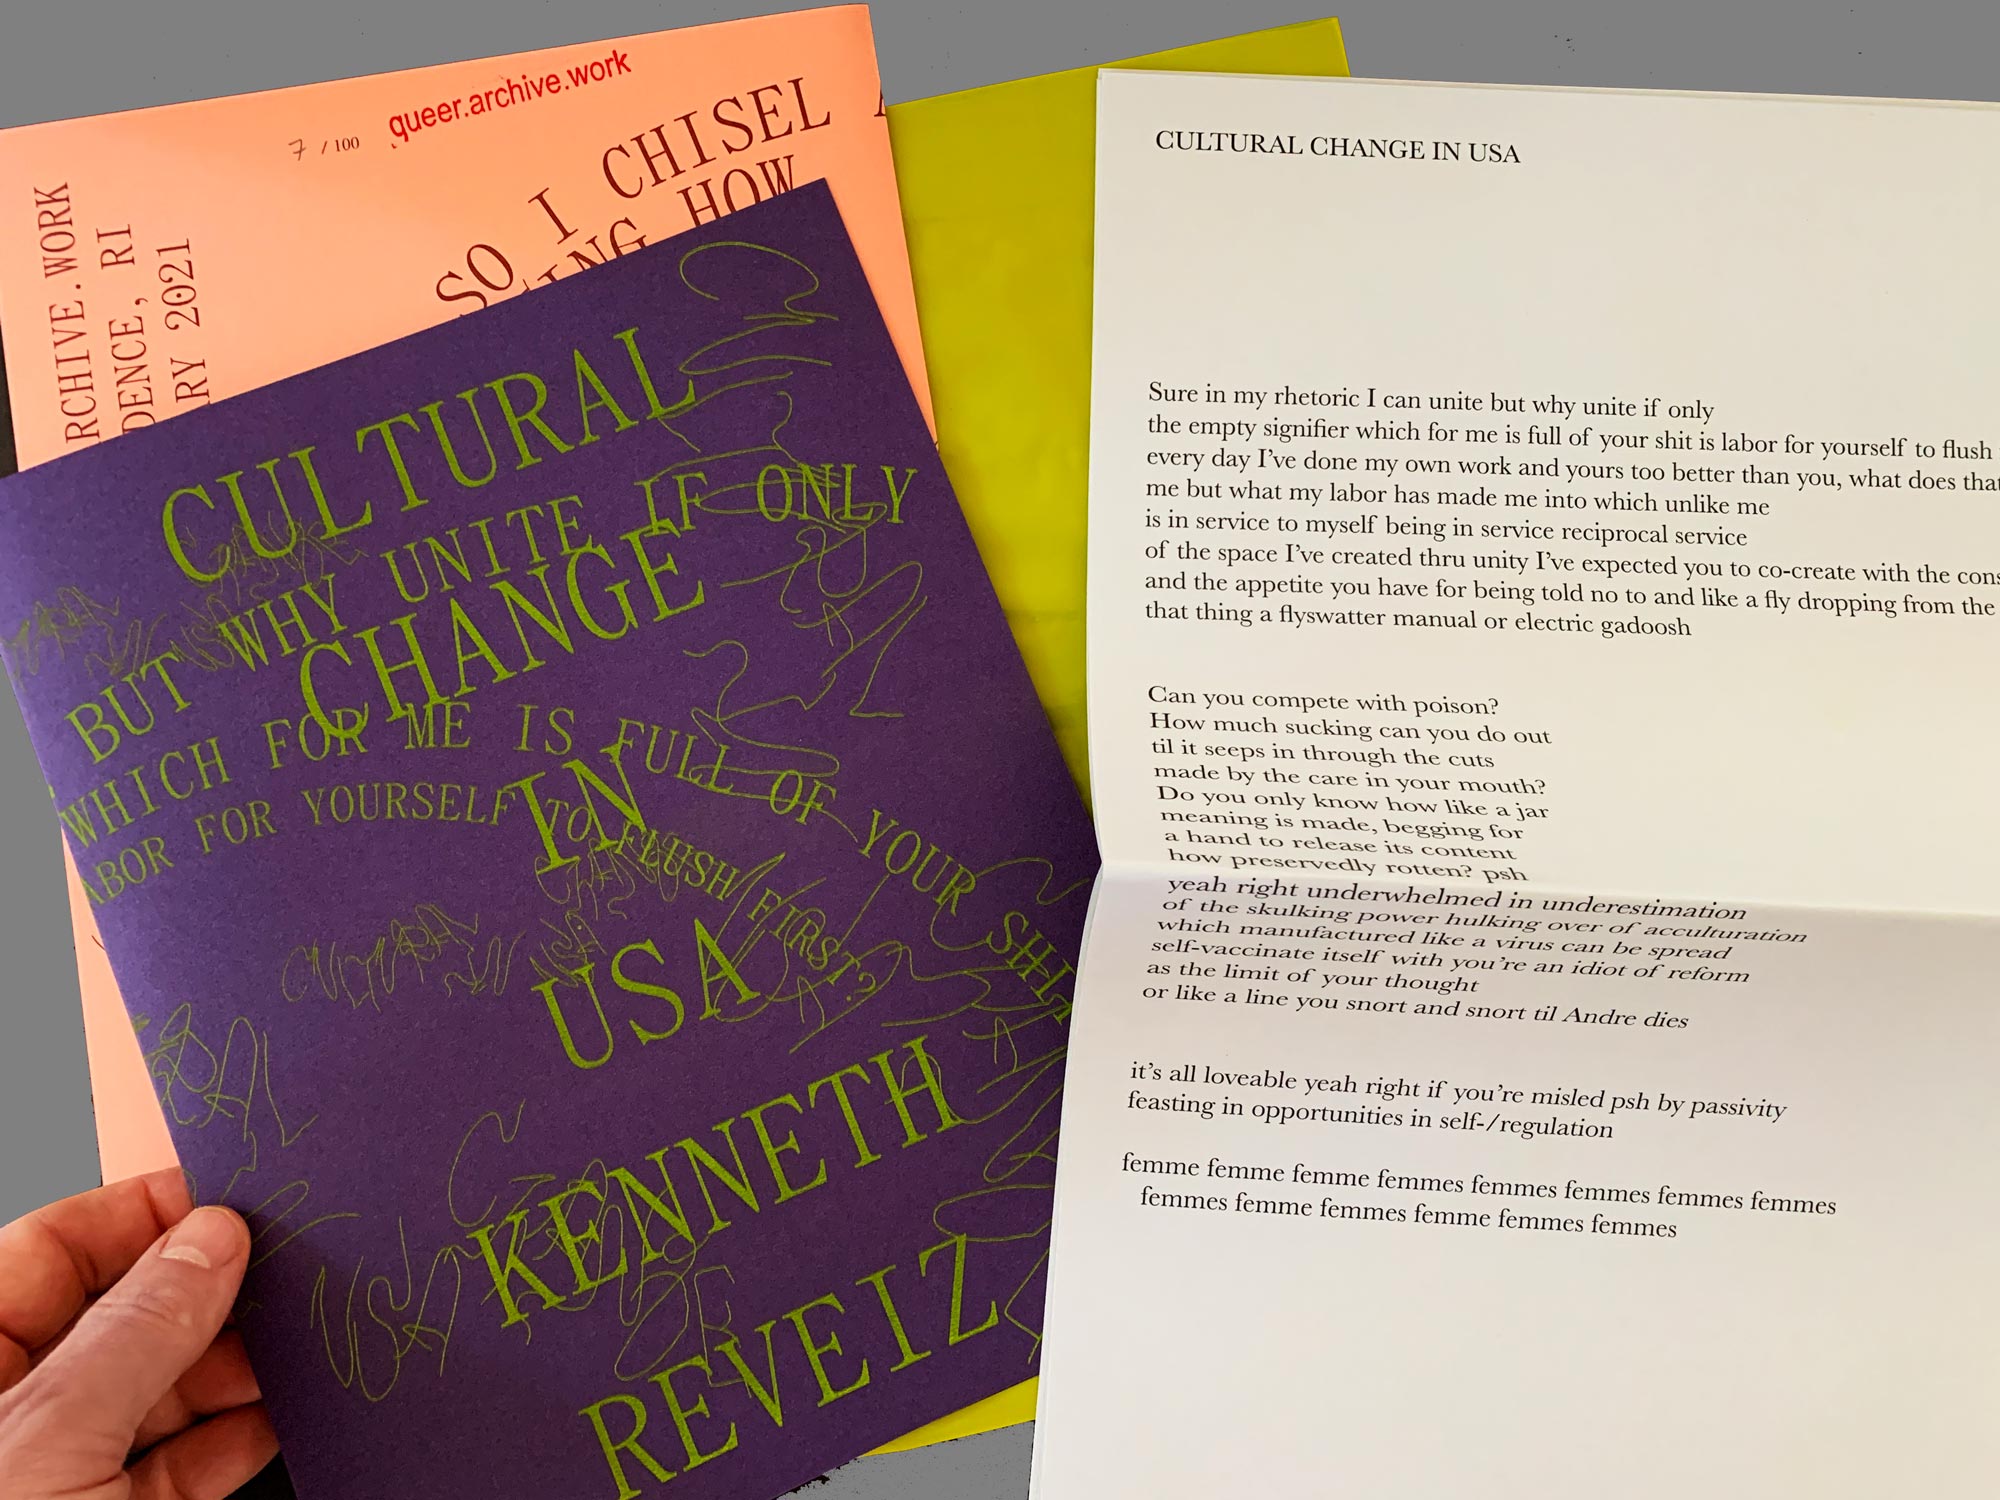 queer.archive.work
7 / 100
SO I CHISEL
HOW
RCHIVE.WORK
DENCE, RI
RY 2021
CULTURAL
BUT WHY UNITE IF ONLY
CHANGE
WHICH FOR ME IS FULL OF YOUR SHIT
IN
ABOR FOR YOURSELF TO FLUSH FIRST?
USA
KENNETH
REVEIZ
CULTURAL CHANGE IN USA
Sure in my rhetoric I can unite but why unite if only
the empty signifier which for me is full of your shit is labor for yourself to flush
every day I've done my own work and yours too better than you, what does that
me but what my labor has made me into which unlike me
is in service to myself being in service reciprocal service
of the space I've created thru unity I've expected you to co-create with the cons
and the appetite you have for being told no to and like a fly dropping from the
that thing a flyswatter manual or electric gadoosh
Can you compete with poison?
How much sucking can you do out
til it seeps in through the cuts
made by the care in your mouth?
Do you only know how like a jar
meaning is made, begging for
a hand to release its content
how preservedly rotten? psh
yeah right underwhelmed in underestimation
of the skulking power hulking over of acculturation
which manufactured like a virus can be spread
self-vaccinate itself with you're an idiot of reform
as the limit of your thought
or like a line you snort and snort til Andre dies
it's all loveable yeah right if you're misled psh by passivity
feasting in opportunities in self-/regulation
femme femme femme femmes femmes femmes femmes femmes
femmes femme femmes femme femmes femmes